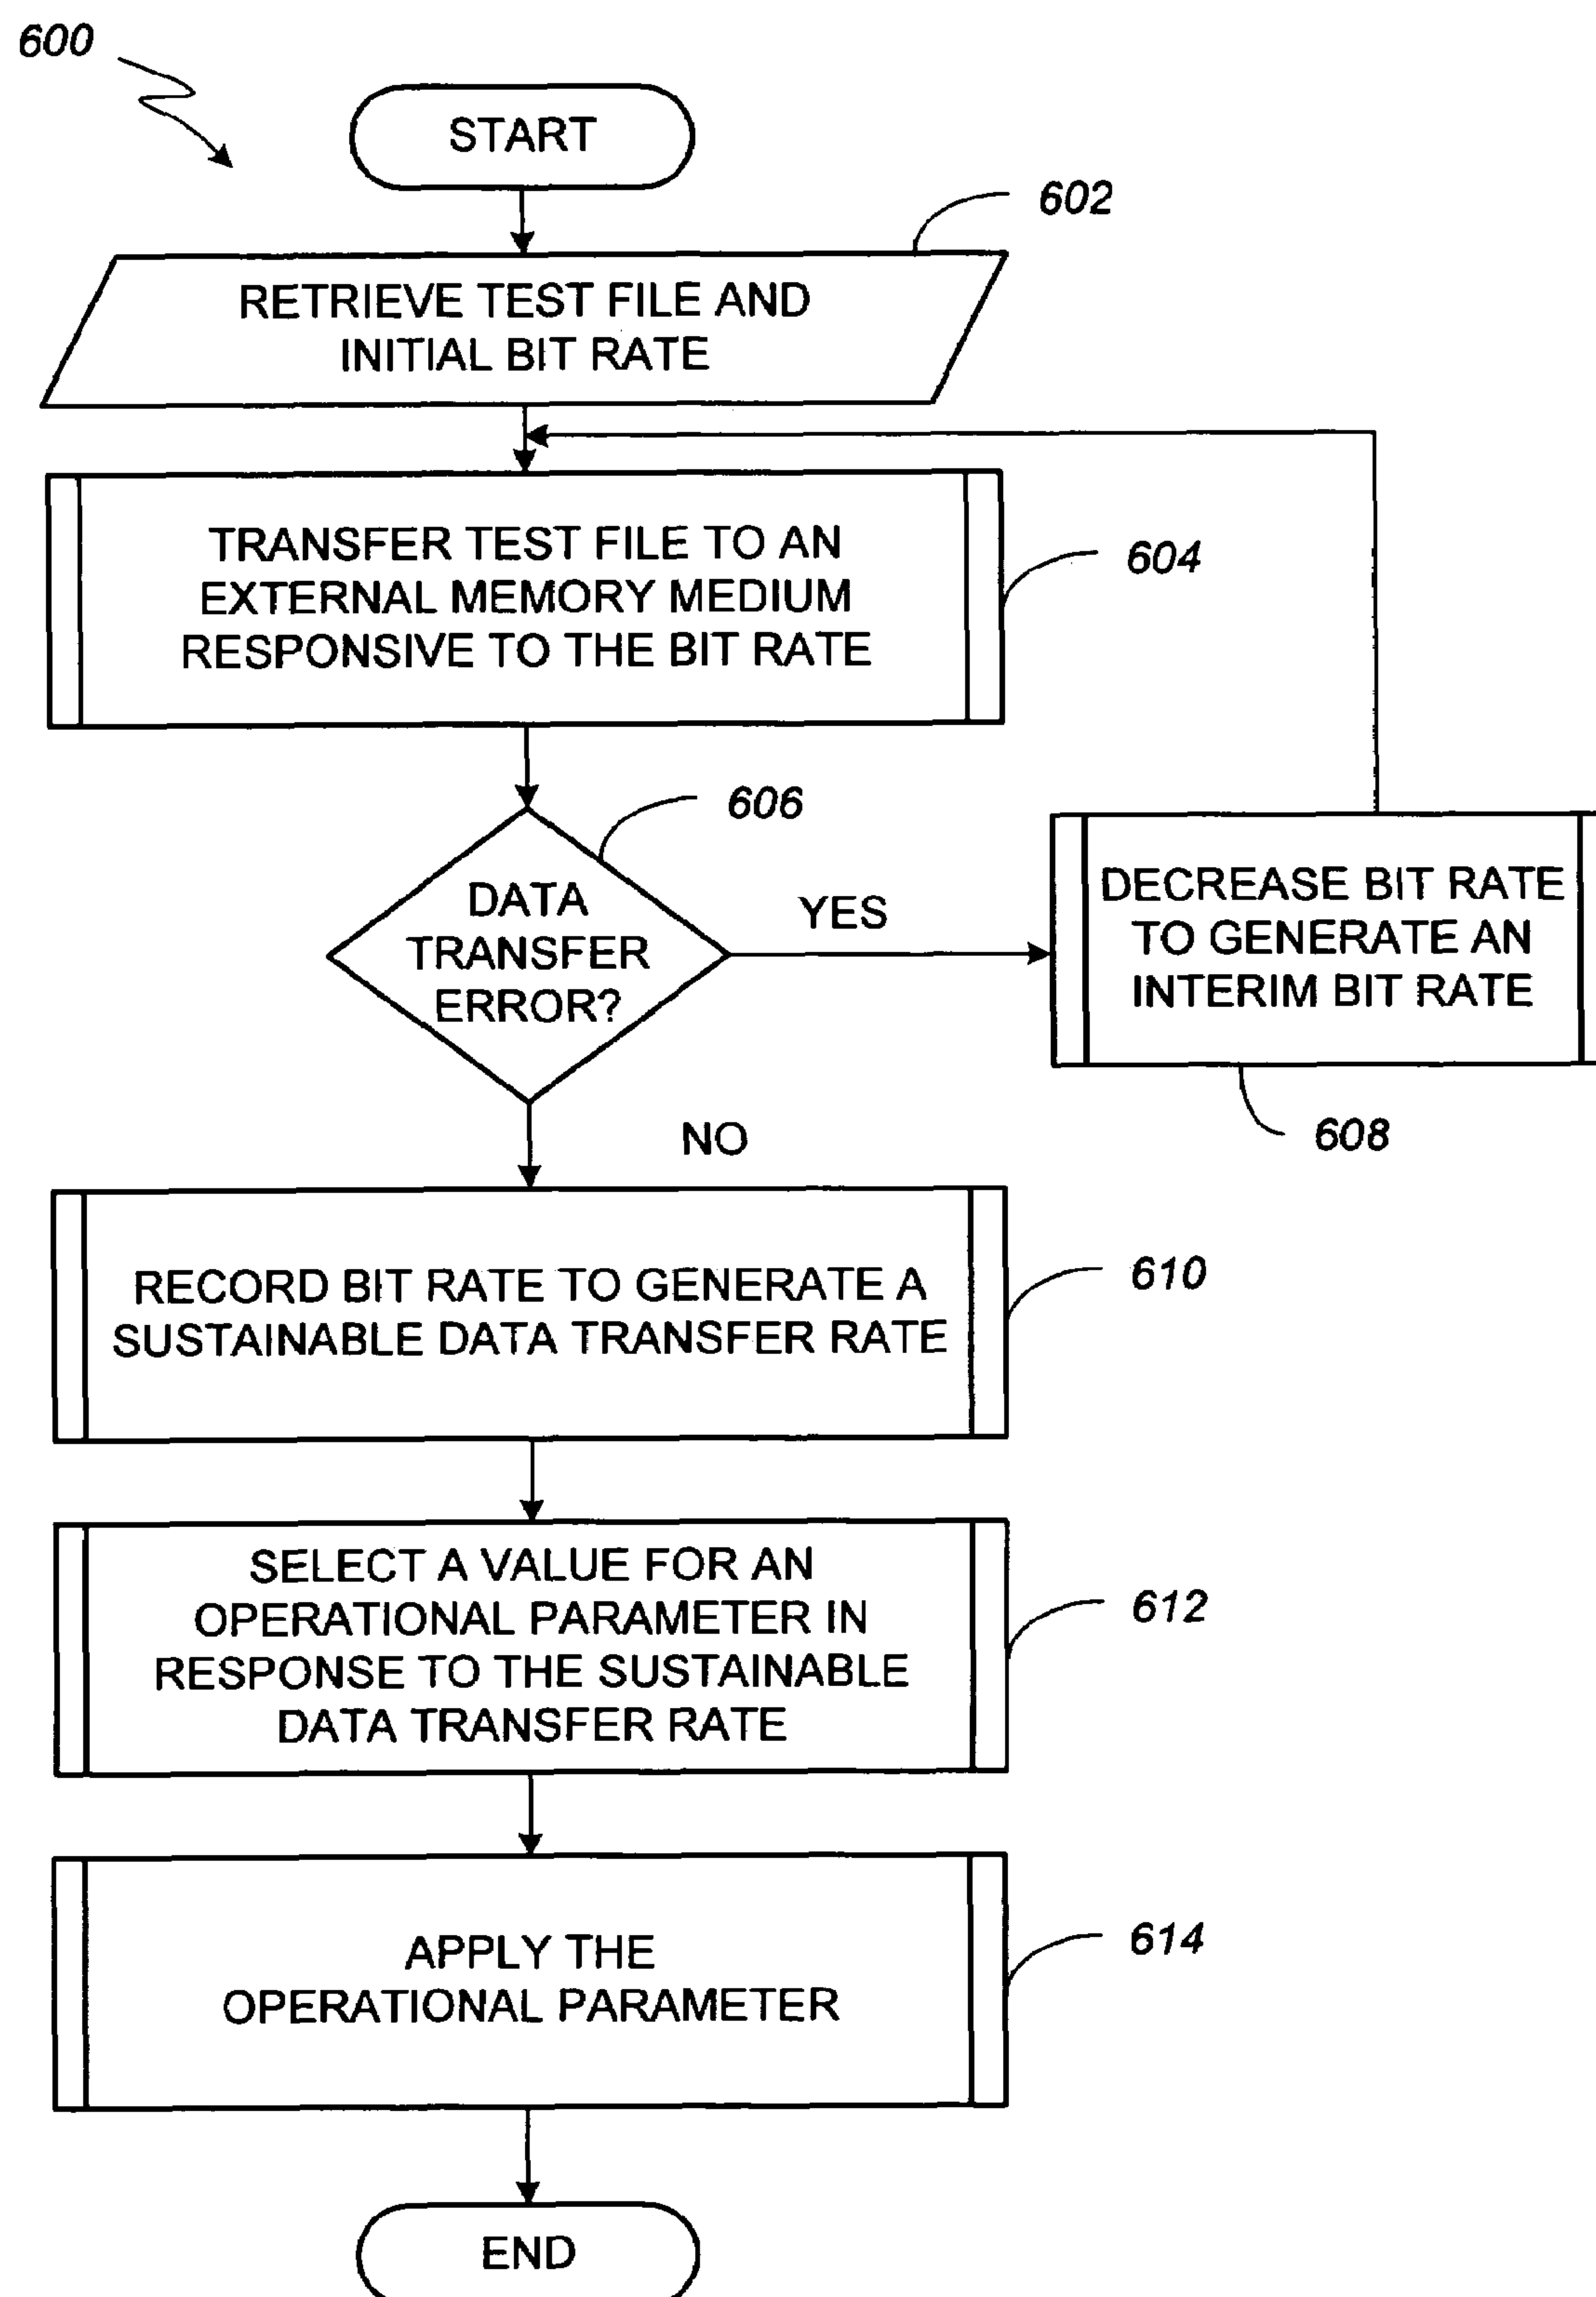 600
START
602
RETRIEVE TEST FILE AND
INITIAL BIT RATE
TRANSFER TEST FILE TO AN
EXTERNAL MEMORY MEDIUM
RESPONSIVE TO THE BIT RATE
604
606
DATA
TRANSFER
ERROR?
YES
DECREASE BIT RATE
TO GENERATE AN
INTERIM BIT RATE
608
NO
RECORD BIT RATE TO GENERATE A
SUSTAINABLE DATA TRANSFER RATE
610
SELECT A VALUE FOR AN
OPERATIONAL PARAMETER IN
RESPONSE TO THE SUSTAINABLE
DATA TRANSFER RATE
612
APPLY THE
OPERATIONAL PARAMETER
614
END